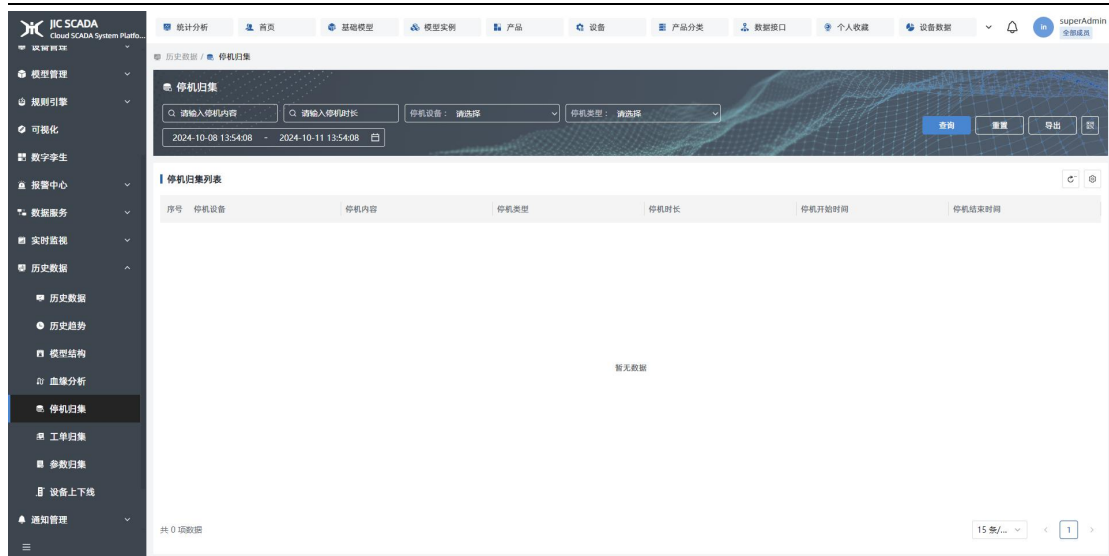 JIC SCADA
Cloud SCADA System Platfo...
统计分析 首页 基础模型 模型实例 产品 设备 产品分类 数据接口 个人收藏 设备数据
in superAdmin
全部成员
设备管理
模型管理
规则引擎
可视化
数字孪生
报警中心
数据服务
实时监视
历史数据
历史数据
历史趋势
模型结构
血缘分析
停机归集
工单归集
参数归集
设备上下线
通知管理
历史数据 / 停机归集
停机归集
请输入停机内容 请输入停机时长 停机设备： 请选择 停机类型： 请选择
2024-10-08 13:54:08 - 2024-10-11 13:54:08
查询 重置 导出
停机归集列表
序号 停机设备 停机内容 停机类型 停机时长 停机开始时间 停机结束时间
暂无数据
共 0 项数据
15 条/... 1